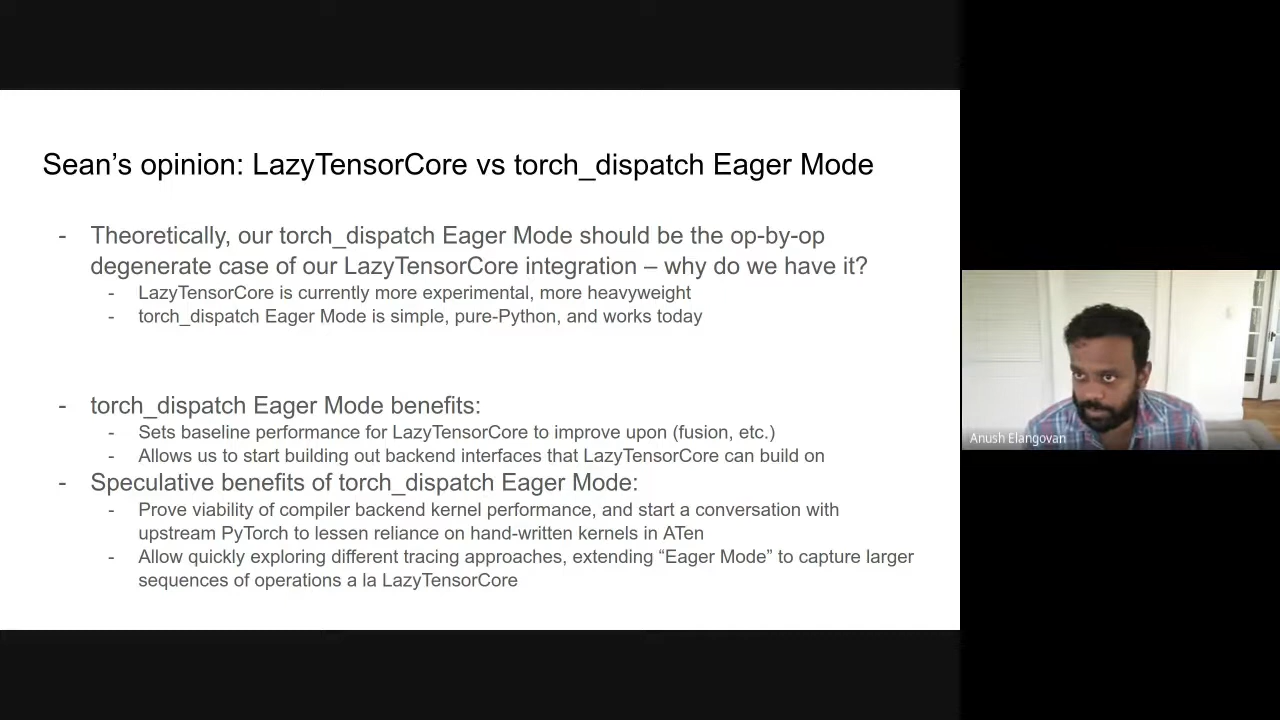 Sean’s opinion: LazyTensorCore vs torch_dispatch Eager Mode
- Theoretically, our torch_dispatch Eager Mode should be the op-by-op
degenerate case of our LazyTensorCore integration – why do we have it?
- LazyTensorCore is currently more experimental, more heavyweight
- torch_dispatch Eager Mode is simple, pure-Python, and works today
- torch_dispatch Eager Mode benefits:
- Sets baseline performance for LazyTensorCore to improve upon (fusion, etc.)
- Allows us to start building out backend interfaces that LazyTensorCore can build on
- Speculative benefits of torch_dispatch Eager Mode:
- Prove viability of compiler backend kernel performance, and start a conversation with
upstream PyTorch to lessen reliance on hand-written kernels in ATen
- Allow quickly exploring different tracing approaches, extending “Eager Mode” to capture larger
sequences of operations a la LazyTensorCore
Anush Elangovan